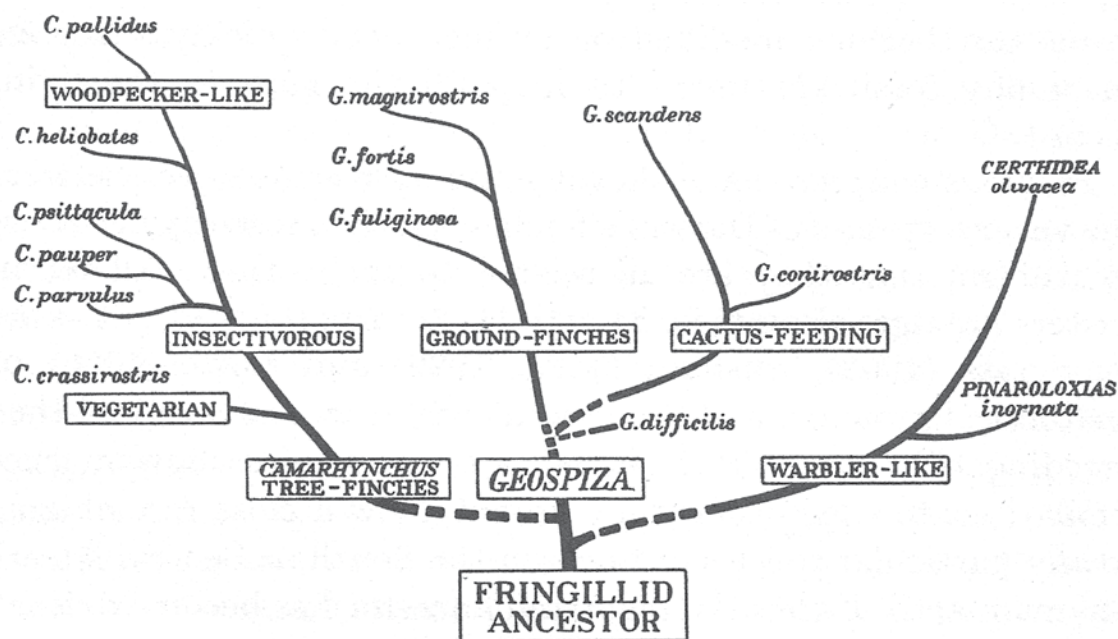 C. pallidus
WOODPECKER-LIKE
G. magnirostris
G. scandens
C. heliobates
G. fortis
CERTHIDEA
olivacea
C. psittacula
G. fuliginosa
C. pauper
G. conirostris
C. parvulus
INSECTIVOROUS
GROUND-FINCHES
CACTUS-FEEDING
C. crassirostris
VEGETARIAN
PINAROLOXIAS
inornata
G. difficilis
CAMARHYNCHUS
TREE-FINCHES
GEOSPIZA
WARBLER-LIKE
FRINGILLID
ANCESTOR